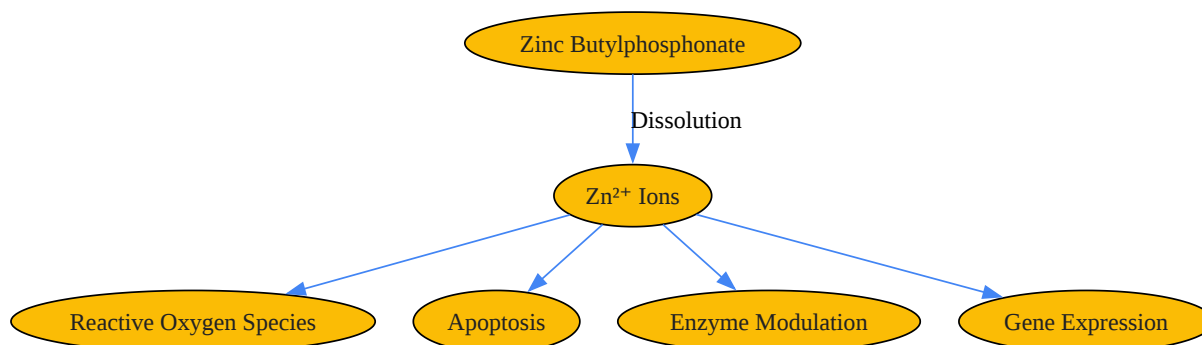 Zinc Butylphosphonate
Dissolution
Zn²⁺ Ions
Reactive Oxygen Species
Apoptosis
Enzyme Modulation
Gene Expression